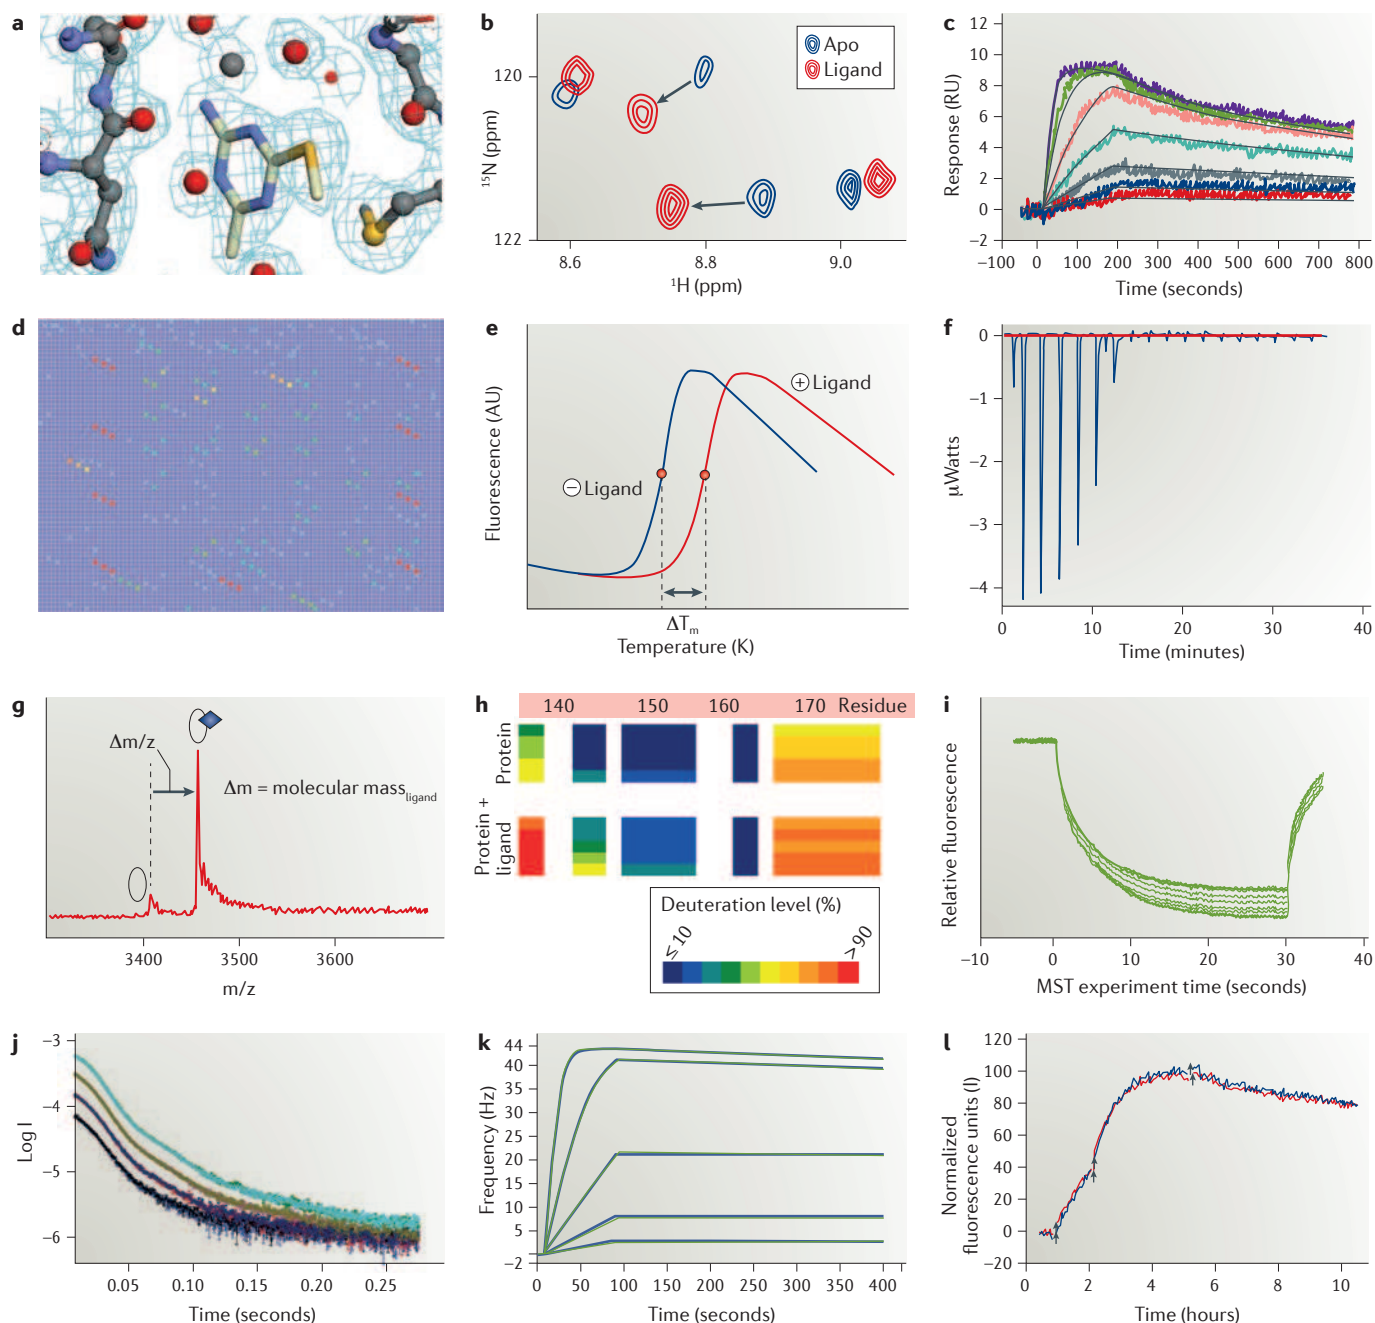 a
b
Apo
Ligand
120
122
¹⁵N (ppm)
8.6
8.8
9.0
¹H (ppm)
c
12
10
8
6
4
2
0
−2
Response (RU)
−100
0
100
200
300
400
500
600
700
800
Time (seconds)
d
e
Fluorescence (AU)
− Ligand
+ Ligand
ΔTm
Temperature (K)
f
0
−1
−2
−3
−4
μWatts
0
10
20
30
40
Time (minutes)
g
Δm/z
Δm = molecular mass ligand
3400
3500
3600
m/z
h
140
150
160
170
Residue
Protein
Protein +
ligand
Deuteration level (%)
≤ 10
> 90
i
Relative fluorescence
−10
0
10
20
30
40
MST experiment time (seconds)
j
−3
−4
−5
−6
Log I
0.05
0.10
0.15
0.20
0.25
Time (seconds)
k
44
40
35
30
25
20
15
10
5
−2
Frequency (Hz)
0
50
100
150
200
250
300
350
400
Time (seconds)
l
120
100
80
60
40
20
0
−20
Normalized
fluorescence units (I)
0
2
4
6
8
10
Time (hours)